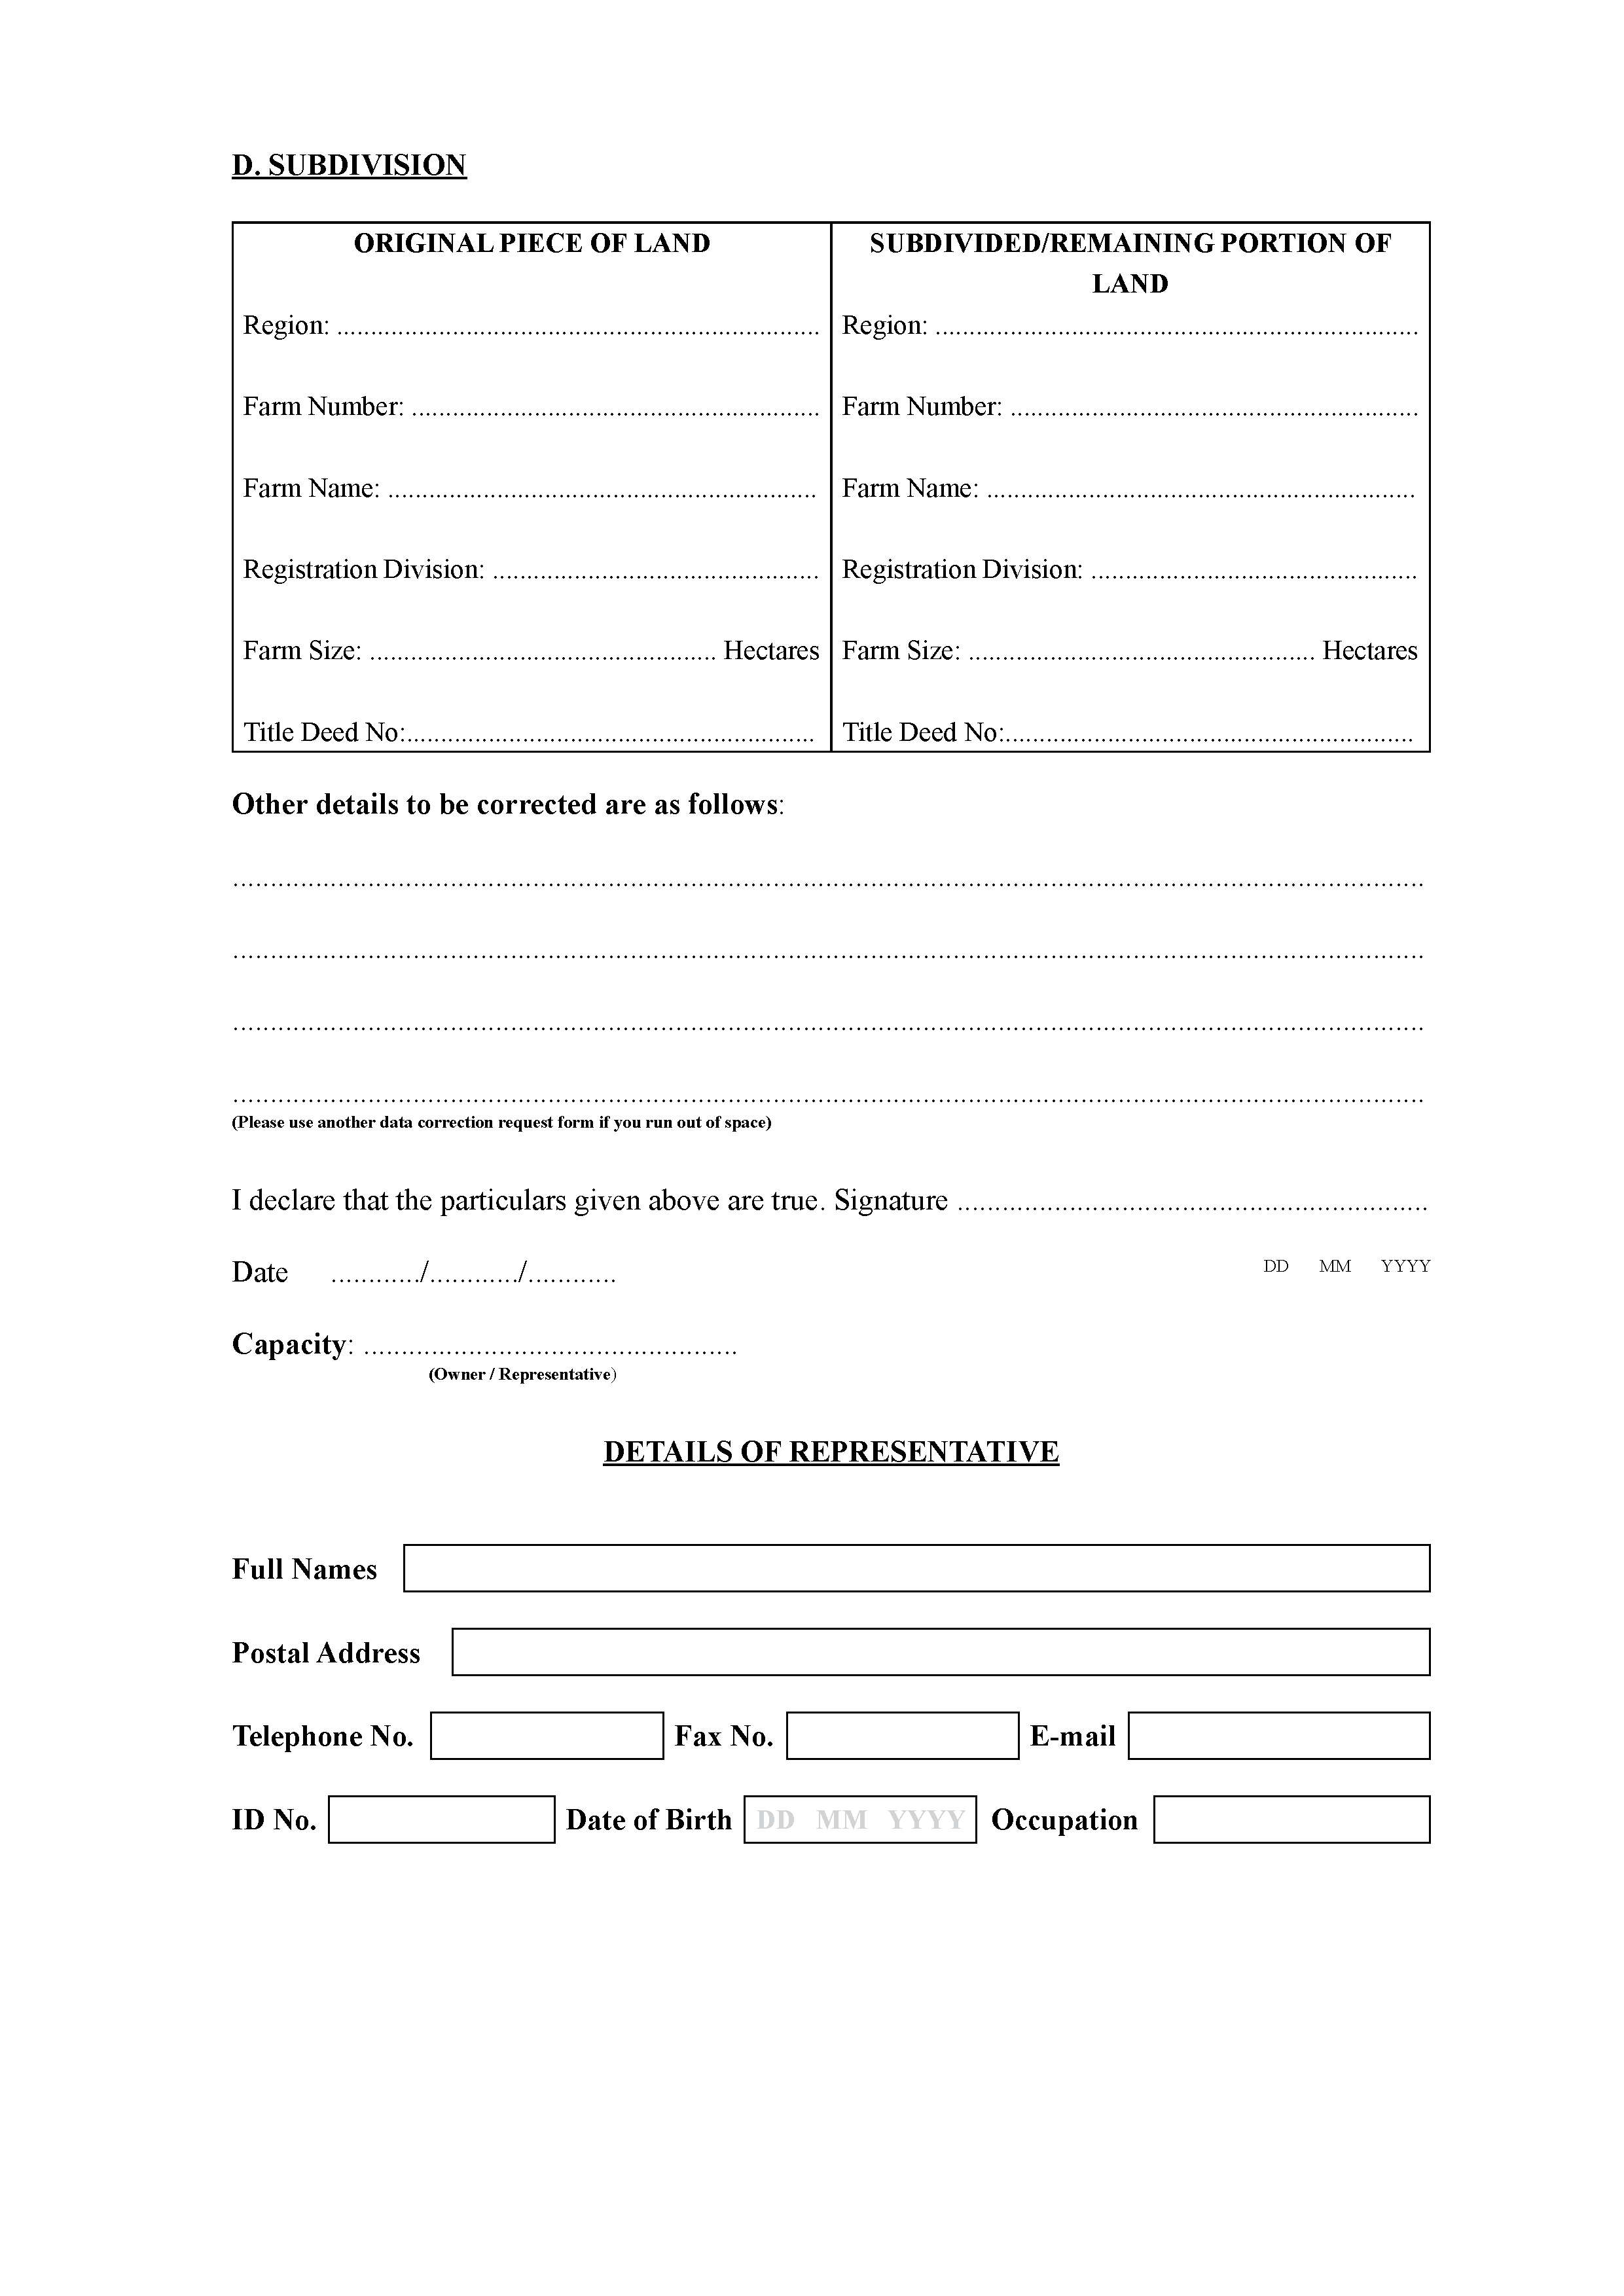 D. SUBDIVISION
ORIGINAL PIECE OF LAND
Region: ........................................................................
Farm Number: .............................................................
Farm Name: ................................................................
Registration Division: ................................................
Farm Size: ................................................... Hectares
Title Deed No:.............................................................
SUBDIVIDED/REMAINING PORTION OF
LAND
Region: ........................................................................
Farm Number: .............................................................
Farm Name: ................................................................
Registration Division: ................................................
Farm Size: ................................................... Hectares
Title Deed No:.............................................................
Other details to be corrected are as follows:
................................................................................................................................................................
................................................................................................................................................................
................................................................................................................................................................
................................................................................................................................................................
(Please use another data correction request form if you run out of space)
I declare that the particulars given above are true. Signature ...............................................................
Date ............/............/............ DD MM YYYY
Capacity: ..................................................
(Owner / Representative)
DETAILS OF REPRESENTATIVE
Full Names
Postal Address
Telephone No. Fax No. E-mail
ID No. Date of Birth DD MM YYYY Occupation